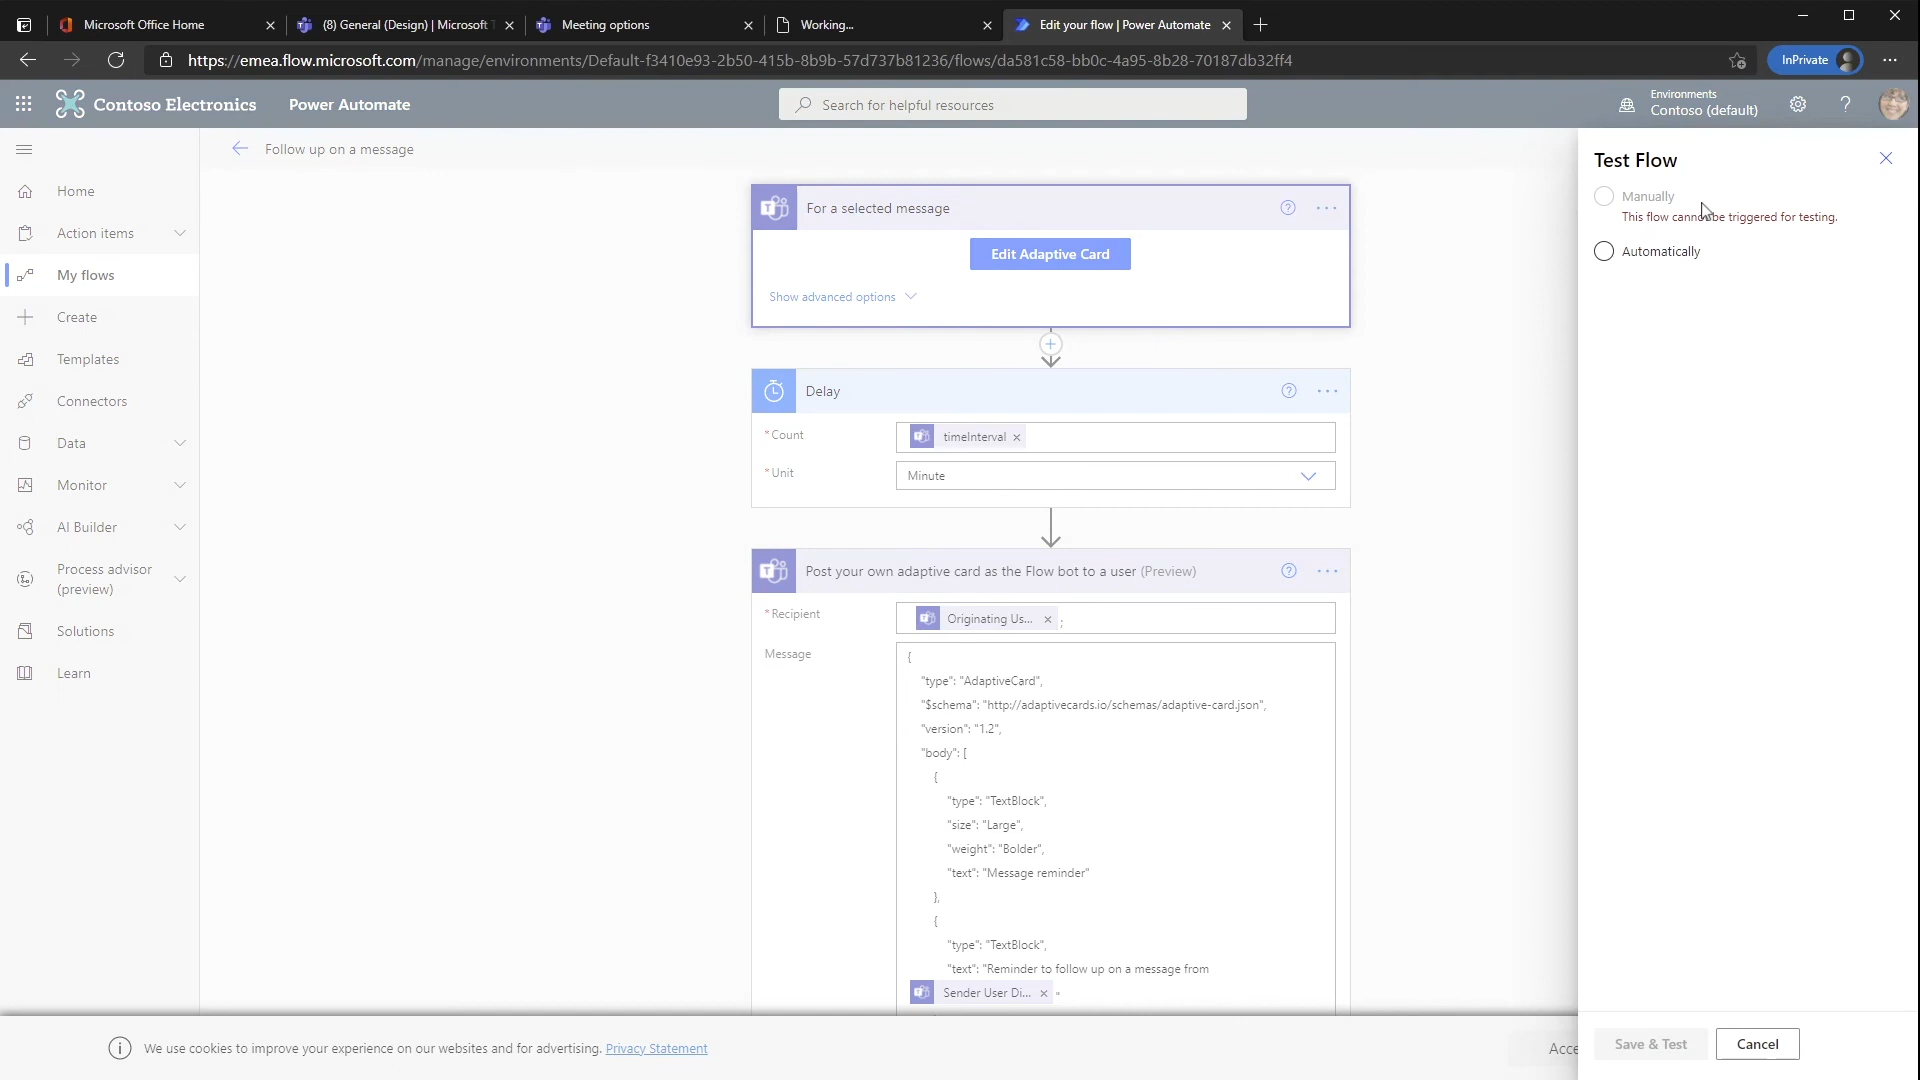 Microsoft Office Home
(8) General (Design) | Microsoft T
Meeting options
Working...
Edit your flow | Power Automate
https://emea.flow.microsoft.com/manage/environments/Default-f3410e93-2b50-415b-8b9b-57d737b81236/flows/da581c58-bb0c-4a95-8b28-70187db32ff4
InPrivate
Contoso Electronics
Power Automate
Search for helpful resources
Environments
Contoso (default)
Home
Action items
My flows
Create
Templates
Connectors
Data
Monitor
AI Builder
Process advisor
(preview)
Solutions
Learn
Follow up on a message
For a selected message
Edit Adaptive Card
Show advanced options
Delay
*Count
timeInterval ×
*Unit
Minute
Post your own adaptive card as the Flow bot to a user (Preview)
*Recipient
Originating Us... × ;
Message
{
"type": "AdaptiveCard",
"$schema": "http://adaptivecards.io/schemas/adaptive-card.json",
"version": "1.2",
"body": [
{
"type": "TextBlock",
"size": "Large",
"weight": "Bolder",
"text": "Message reminder"
},
{
"type": "TextBlock",
"text": "Reminder to follow up on a message from
Sender User Di... × "
Test Flow
Manually
This flow cannot be triggered for testing.
Automatically
We use cookies to improve your experience on our websites and for advertising. Privacy Statement
Acce
Save & Test
Cancel